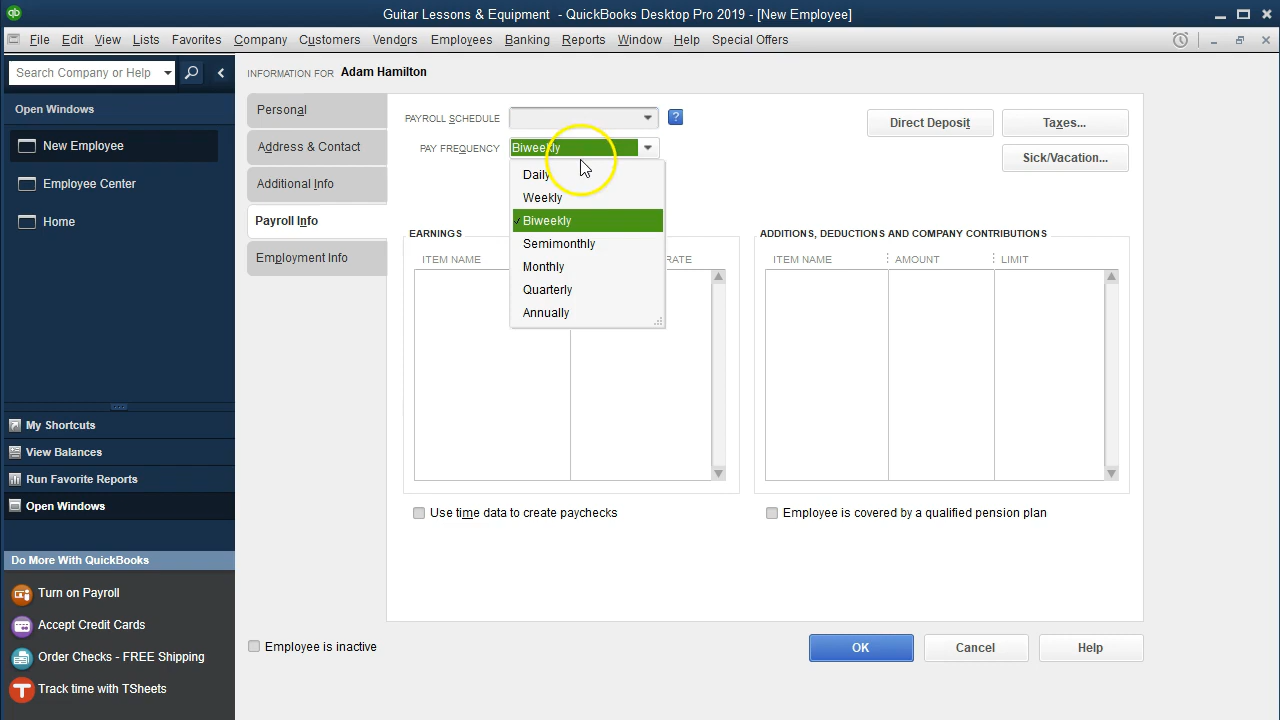 qb
Guitar Lessons & Equipment - QuickBooks Desktop Pro 2019 - [New Employee]
File Edit View Lists Favorites Company Customers Vendors Employees Banking Reports Window Help Special Offers
Search Company or Help
INFORMATION FOR Adam Hamilton
Open Windows
New Employee
Employee Center
Home
My Shortcuts
View Balances
Run Favorite Reports
Open Windows
Do More With QuickBooks
Turn on Payroll
Accept Credit Cards
Order Checks - FREE Shipping
Track time with TSheets
Personal
Address & Contact
Additional Info
Payroll Info
Employment Info
PAYROLL SCHEDULE ?
PAY FREQUENCY Biweekly
Daily
Weekly
Biweekly
Semimonthly
Monthly
Quarterly
Annually
Direct Deposit Taxes...
Sick/Vacation...
EARNINGS
ITEM NAME RATE
ADDITIONS, DEDUCTIONS AND COMPANY CONTRIBUTIONS
ITEM NAME AMOUNT LIMIT
Use time data to create paychecks
Employee is covered by a qualified pension plan
Employee is inactive
OK Cancel Help